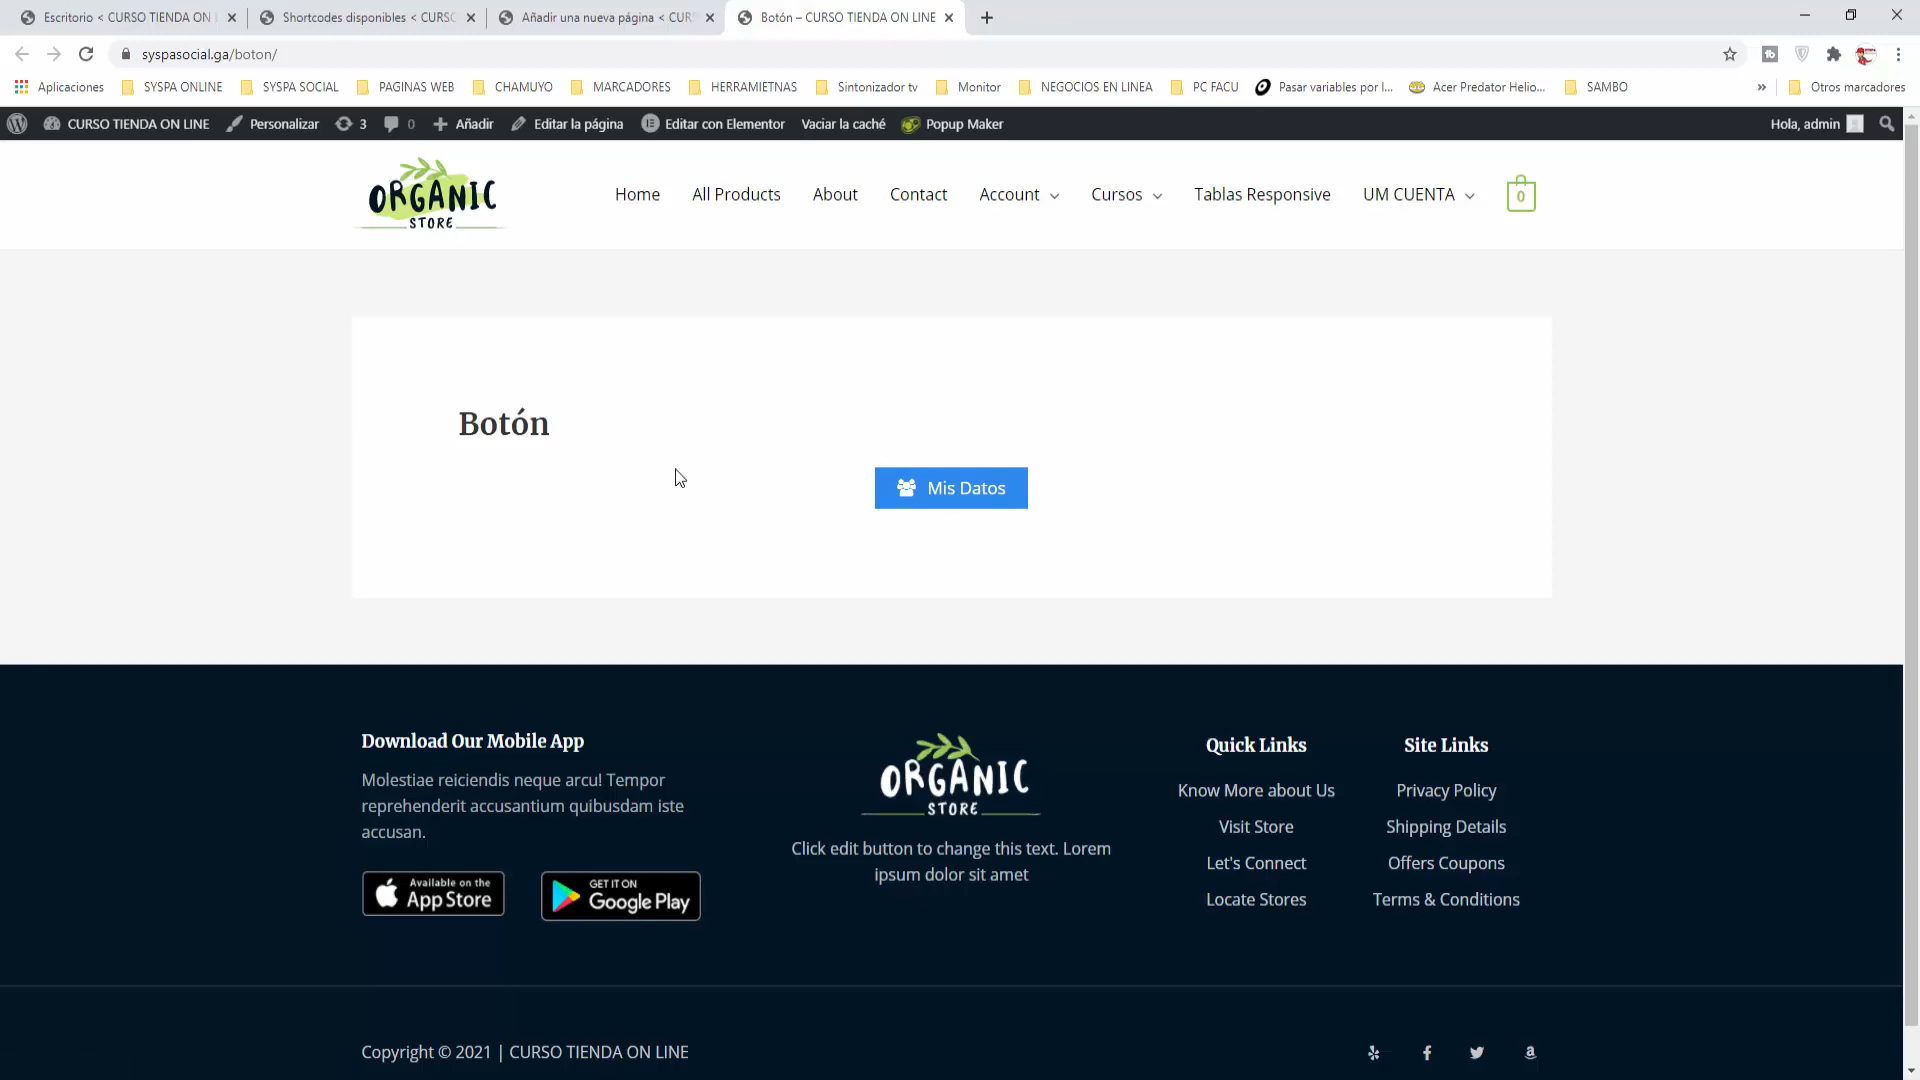 Escritorio < CURSO TIENDA ON
Shortcodes disponibles < CURSO
Añadir una nueva página < CUR
Botón – CURSO TIENDA ON LINE
syspasocial.ga/boton/
Aplicaciones
SYSPA ONLINE
SYSPA SOCIAL
PAGINAS WEB
CHAMUYO
MARCADORES
HERRAMIETNAS
Sintonizador tv
Monitor
NEGOCIOS EN LINEA
PC FACU
Pasar variables por l...
Acer Predator Helio...
SAMBO
»
Otros marcadores
CURSO TIENDA ON LINE
Personalizar
3
0
Añadir
Editar la página
Editar con Elementor
Vaciar la caché
Popup Maker
Hola, admin
ORGANIC
STORE
Home
All Products
About
Contact
Account
Cursos
Tablas Responsive
UM CUENTA
0
Botón
Mis Datos
Download Our Mobile App
Molestiae reiciendis neque arcu! Tempor
reprehenderit accusantium quibusdam iste
accusan.
Available on the
App Store
GET IT ON
Google Play
ORGANIC
STORE
Click edit button to change this text. Lorem
ipsum dolor sit amet
Quick Links
Know More about Us
Visit Store
Let's Connect
Locate Stores
Site Links
Privacy Policy
Shipping Details
Offers Coupons
Terms & Conditions
Copyright © 2021 | CURSO TIENDA ON LINE